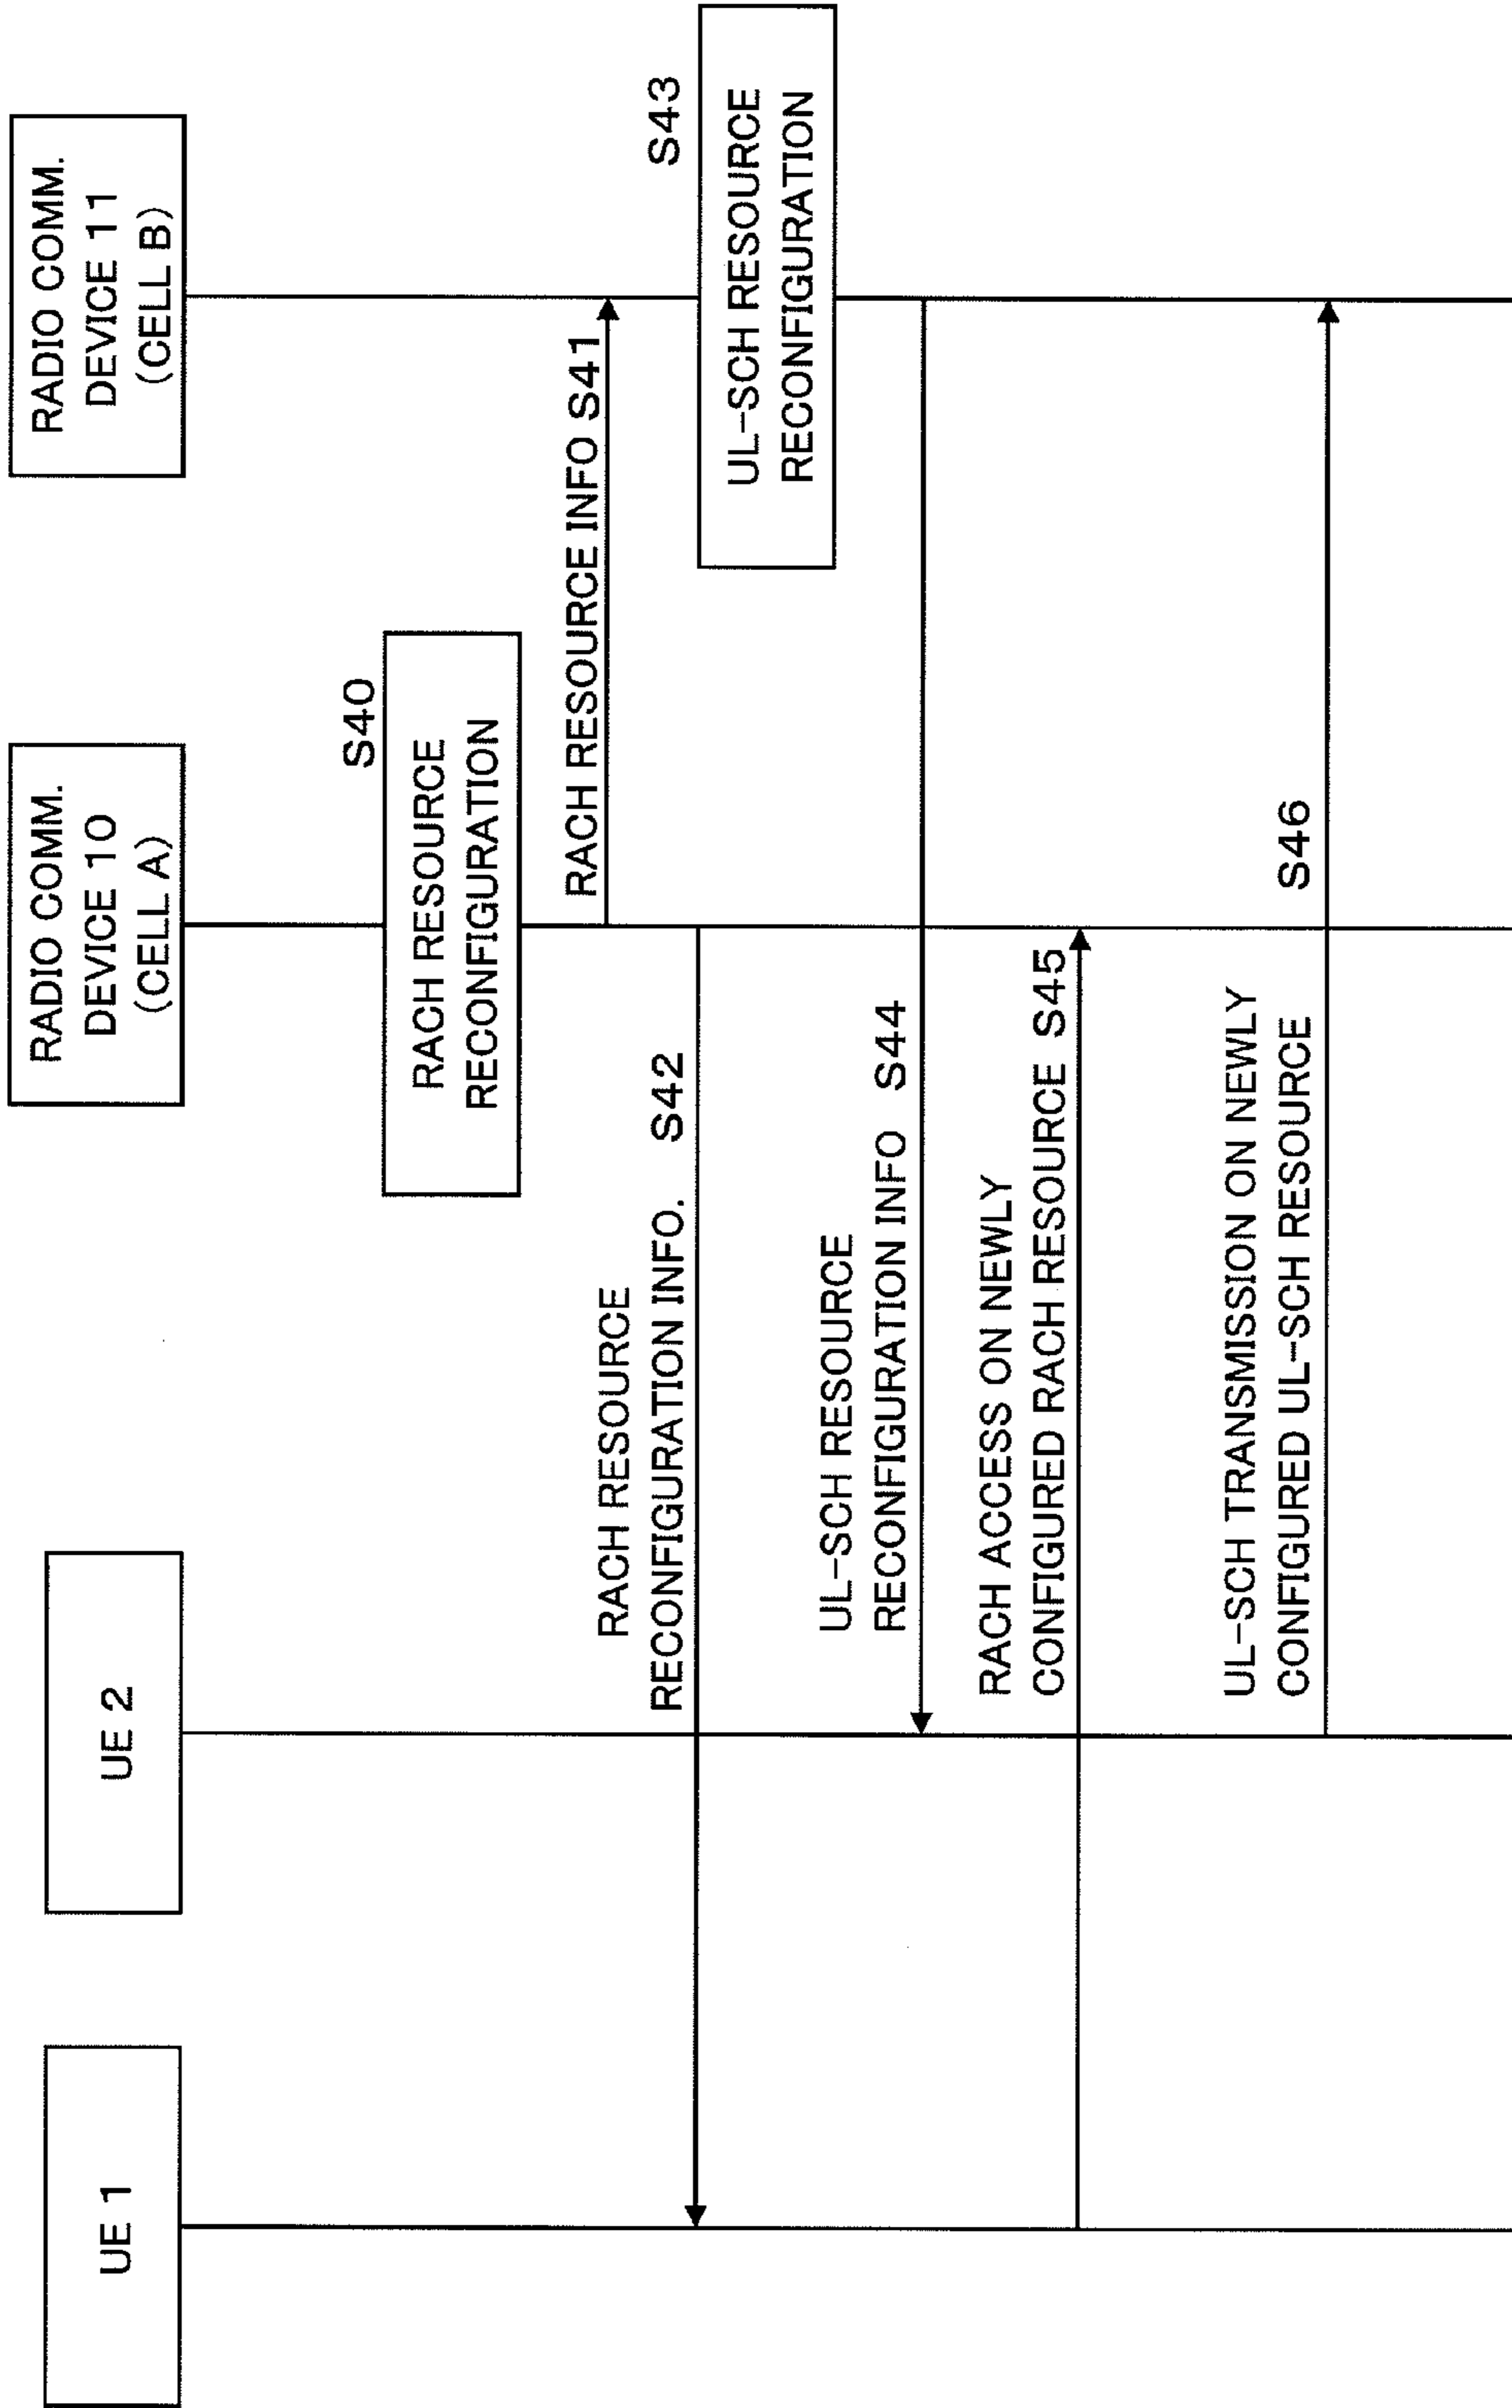 UE 1
UE 2
RADIO COMM.
DEVICE 10
(CELL A)
RADIO COMM.
DEVICE 11
(CELL B)
S40
RACH RESOURCE
RECONFIGURATION
RACH RESOURCE INFO S41
RACH RESOURCE
RECONFIGURATION INFO. S42
S43
UL-SCH RESOURCE
RECONFIGURATION
UL-SCH RESOURCE
RECONFIGURATION INFO S44
RACH ACCESS ON NEWLY
CONFIGURED RACH RESOURCE S45
UL-SCH TRANSMISSION ON NEWLY
CONFIGURED UL-SCH RESOURCE S46